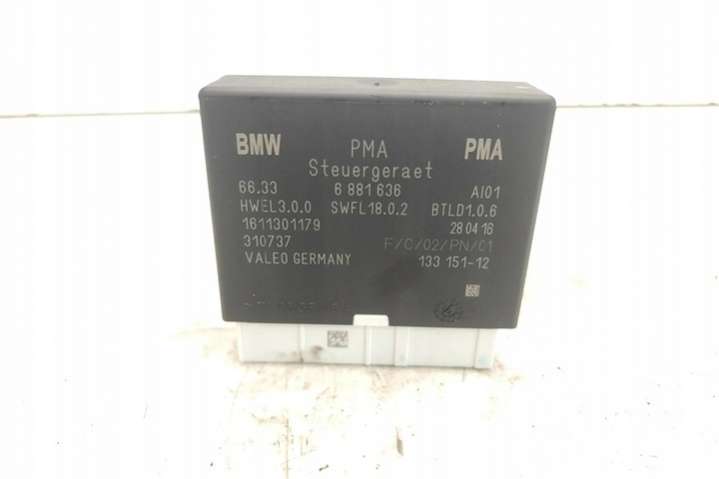 BMW PMA PMA
Steuergeraet
66.33 6 881 636 AI01
HWEL3.0.0 SWFL18.0.2 BTLD1.0.6
1611301179 28 04 16
310737 F/C/02/PN/01
VALEO GERMANY 133 151-12